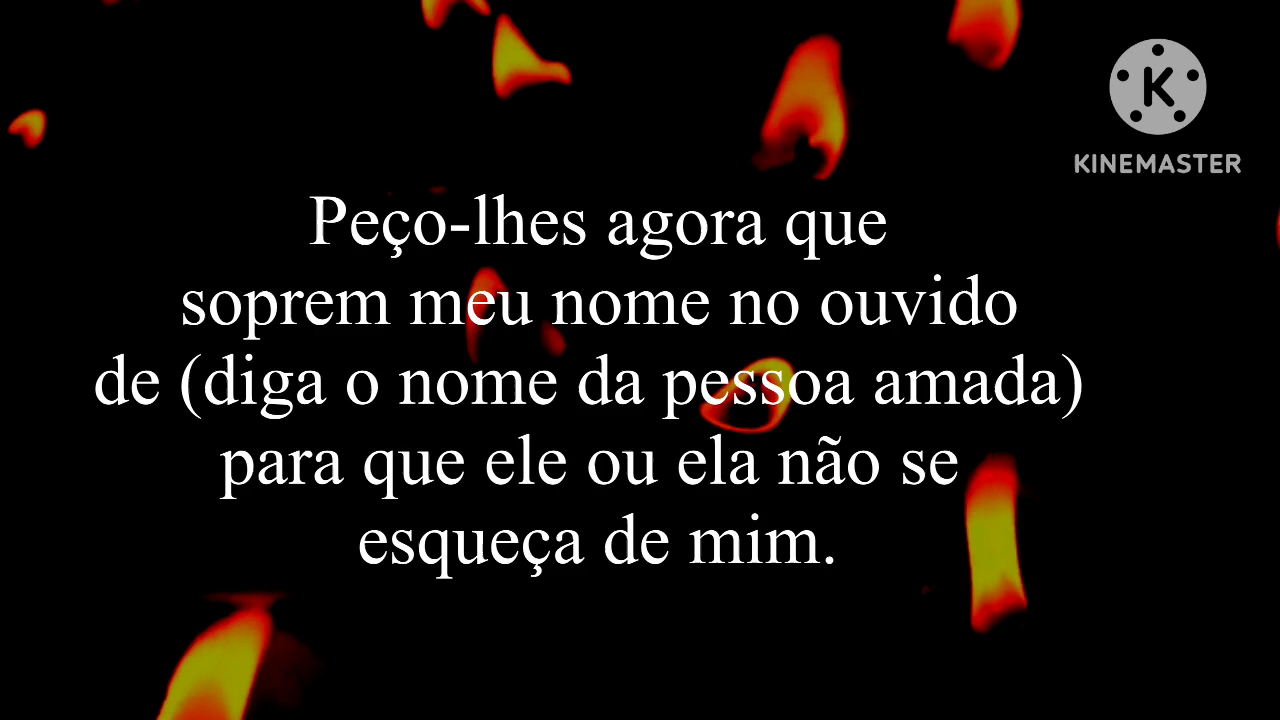 K
KINEMASTER
Peço-lhes agora que
soprem meu nome no ouvido
de (diga o nome da pessoa amada)
para que ele ou ela não se
esqueça de mim.